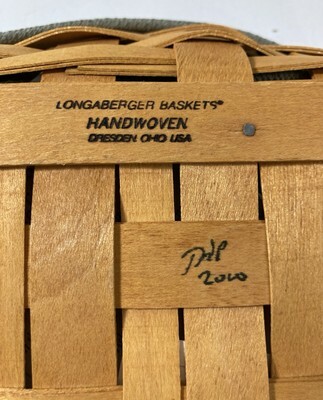 LONGABERGER BASKETS®
HANDWOVEN
DRESDEN, OHIO USA
2000